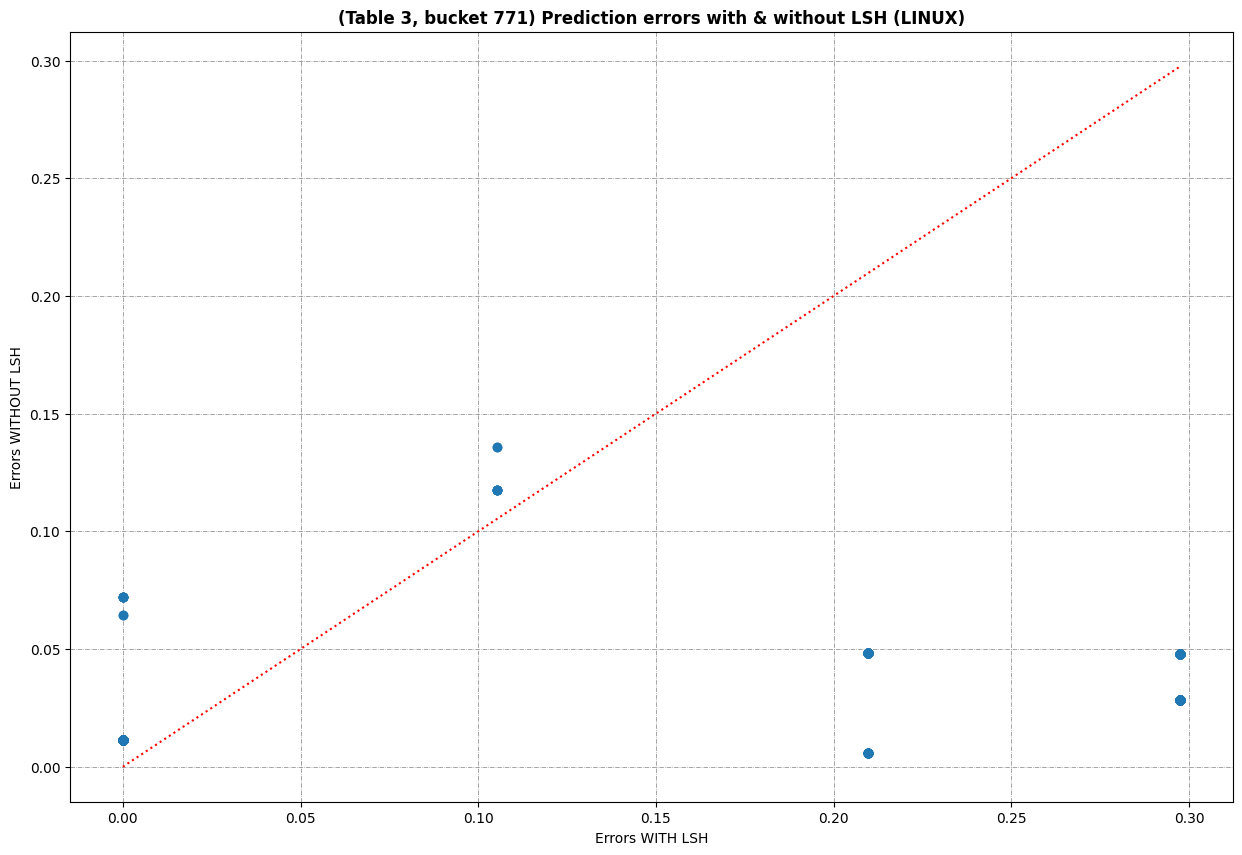 (Table 3, bucket 771) Prediction errors with & without LSH (LINUX)
0.30
0.25
0.20
0.15
0.10
0.05
0.00
Errors WITHOUT LSH
0.00 0.05 0.10 0.15 0.20 0.25 0.30
Errors WITH LSH